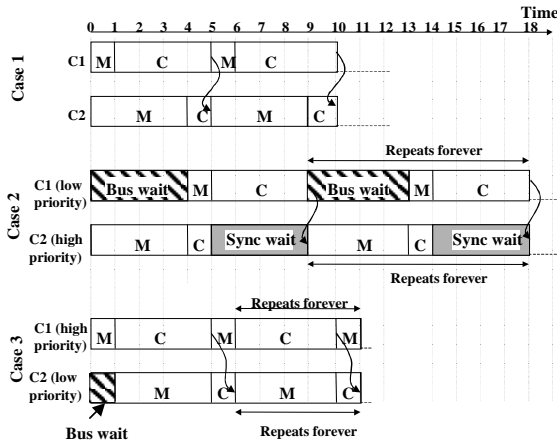 Time
0 1 2 3 4 5 6 7 8 9 10 11 12 13 14 15 16 17 18
Case 1
C1 M C M C
C2 M C M C
Repeats forever
Case 2
C1 (low priority) Bus wait M C Bus wait M C
C2 (high priority) M C Sync wait M C Sync wait
Repeats forever
Repeats forever
Case 3
C1 (high priority) M C M C M
C2 (low priority) M C M C
Bus wait
Repeats forever